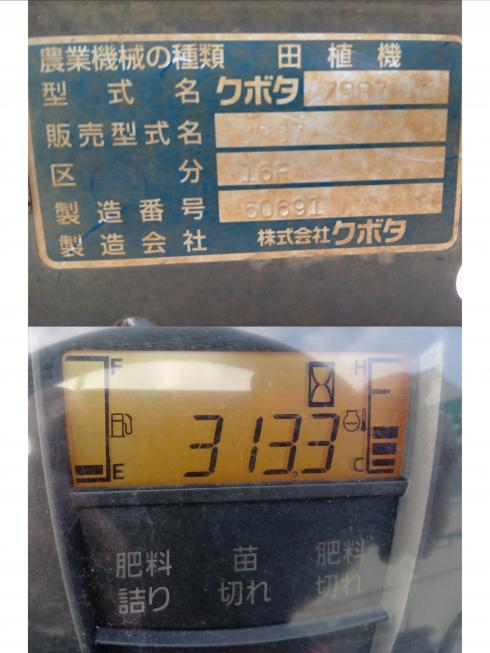 農業機械の種類 田植機
型式名 クボタ
販売型式名
区分 16F
製造番号 50691
製造会社 株式会社クボタ
F H
313.3
E C
肥料 苗 肥料
詰り 切れ 切れ